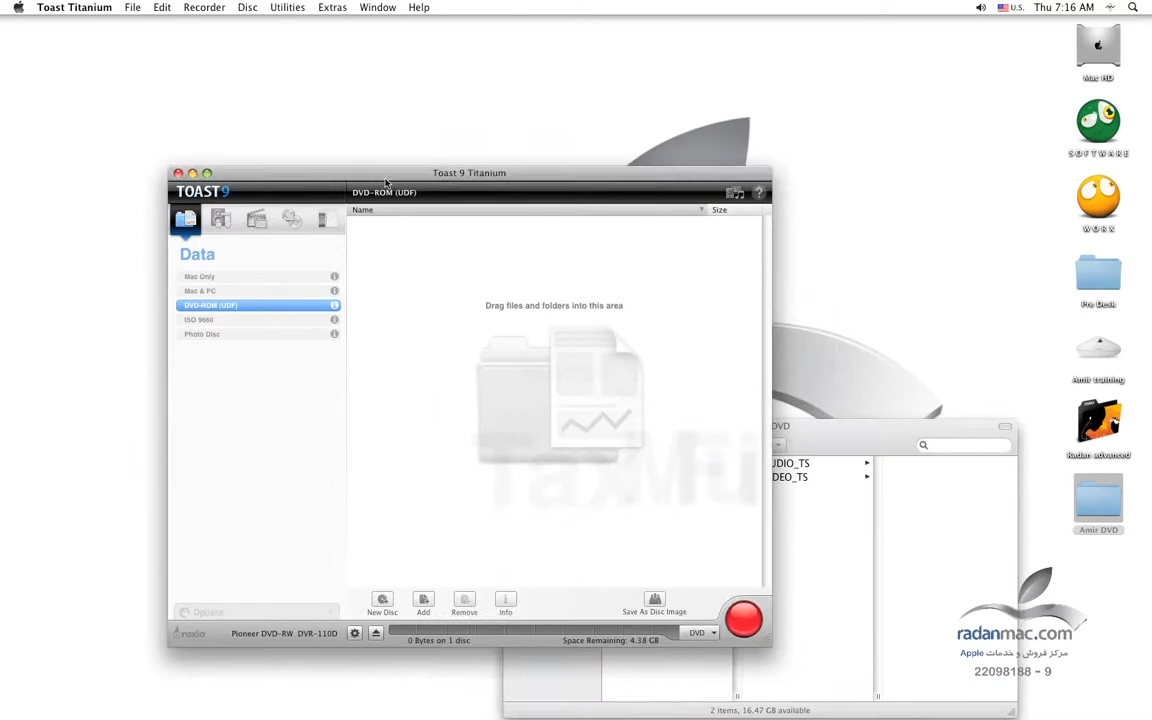 Toast Titanium File Edit Recorder Disc Utilities Extras Window Help
U.S. Thu 7:16 AM
Mac HD
SOFTWARE
WORX
Pre Desk
Amir training
Radan advanced
Amir DVD
Toast 9 Titanium
TOAST 9
DVD-ROM (UDF)
?
Name Size
Data
Mac Only
Mac & PC
DVD-ROM (UDF)
ISO 9660
Photo Disc
Drag files and folders into this area
Options
New Disc Add Remove Info Save As Disc Image
roxio Pioneer DVD-RW DVR-110D
0 Bytes on 1 disc Space Remaining: 4.38 GB
DVD
DVD
UDIO_TS
DEO_TS
2 items, 16.47 GB available
radanmac.com
مرکز فروش و خدمات Apple
22098188 - 9